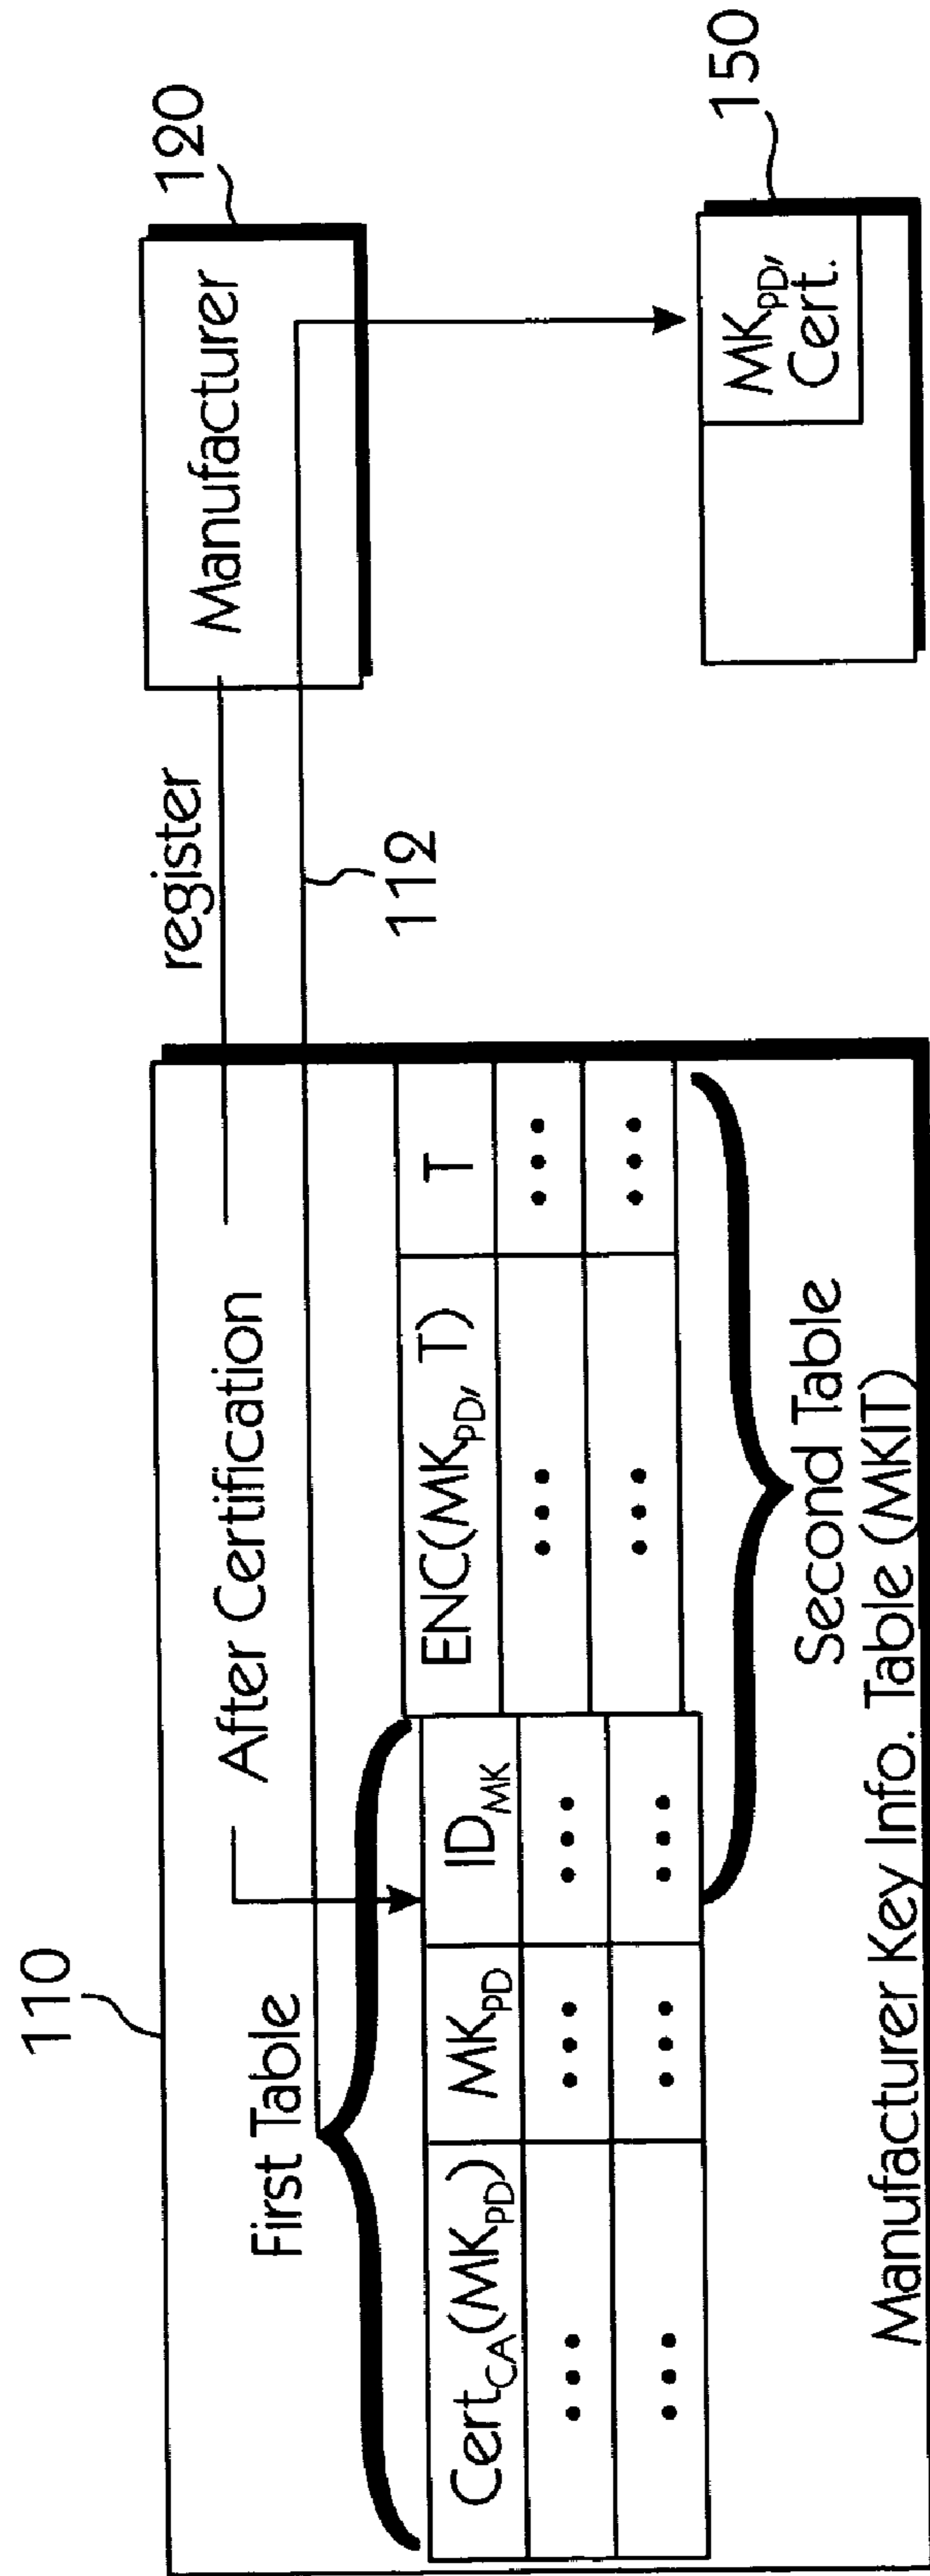 110
register
112
Manufacturer
120
After Certification
First Table
Cert_CA(MK_PD) MK_PD ID_MK ENC(MK_PD, T) T
••• ••• ••• ••• •••
••• ••• ••• ••• •••
Second Table
Manufacturer Key Info. Table (MKIT)
MK_PD,
Cert.
150